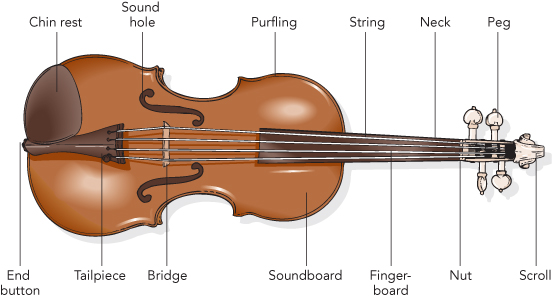 Sound
hole
Chin rest
Purfling
String
Neck
Peg
End
button
Tailpiece
Bridge
Soundboard
Finger-
board
Nut
Scroll